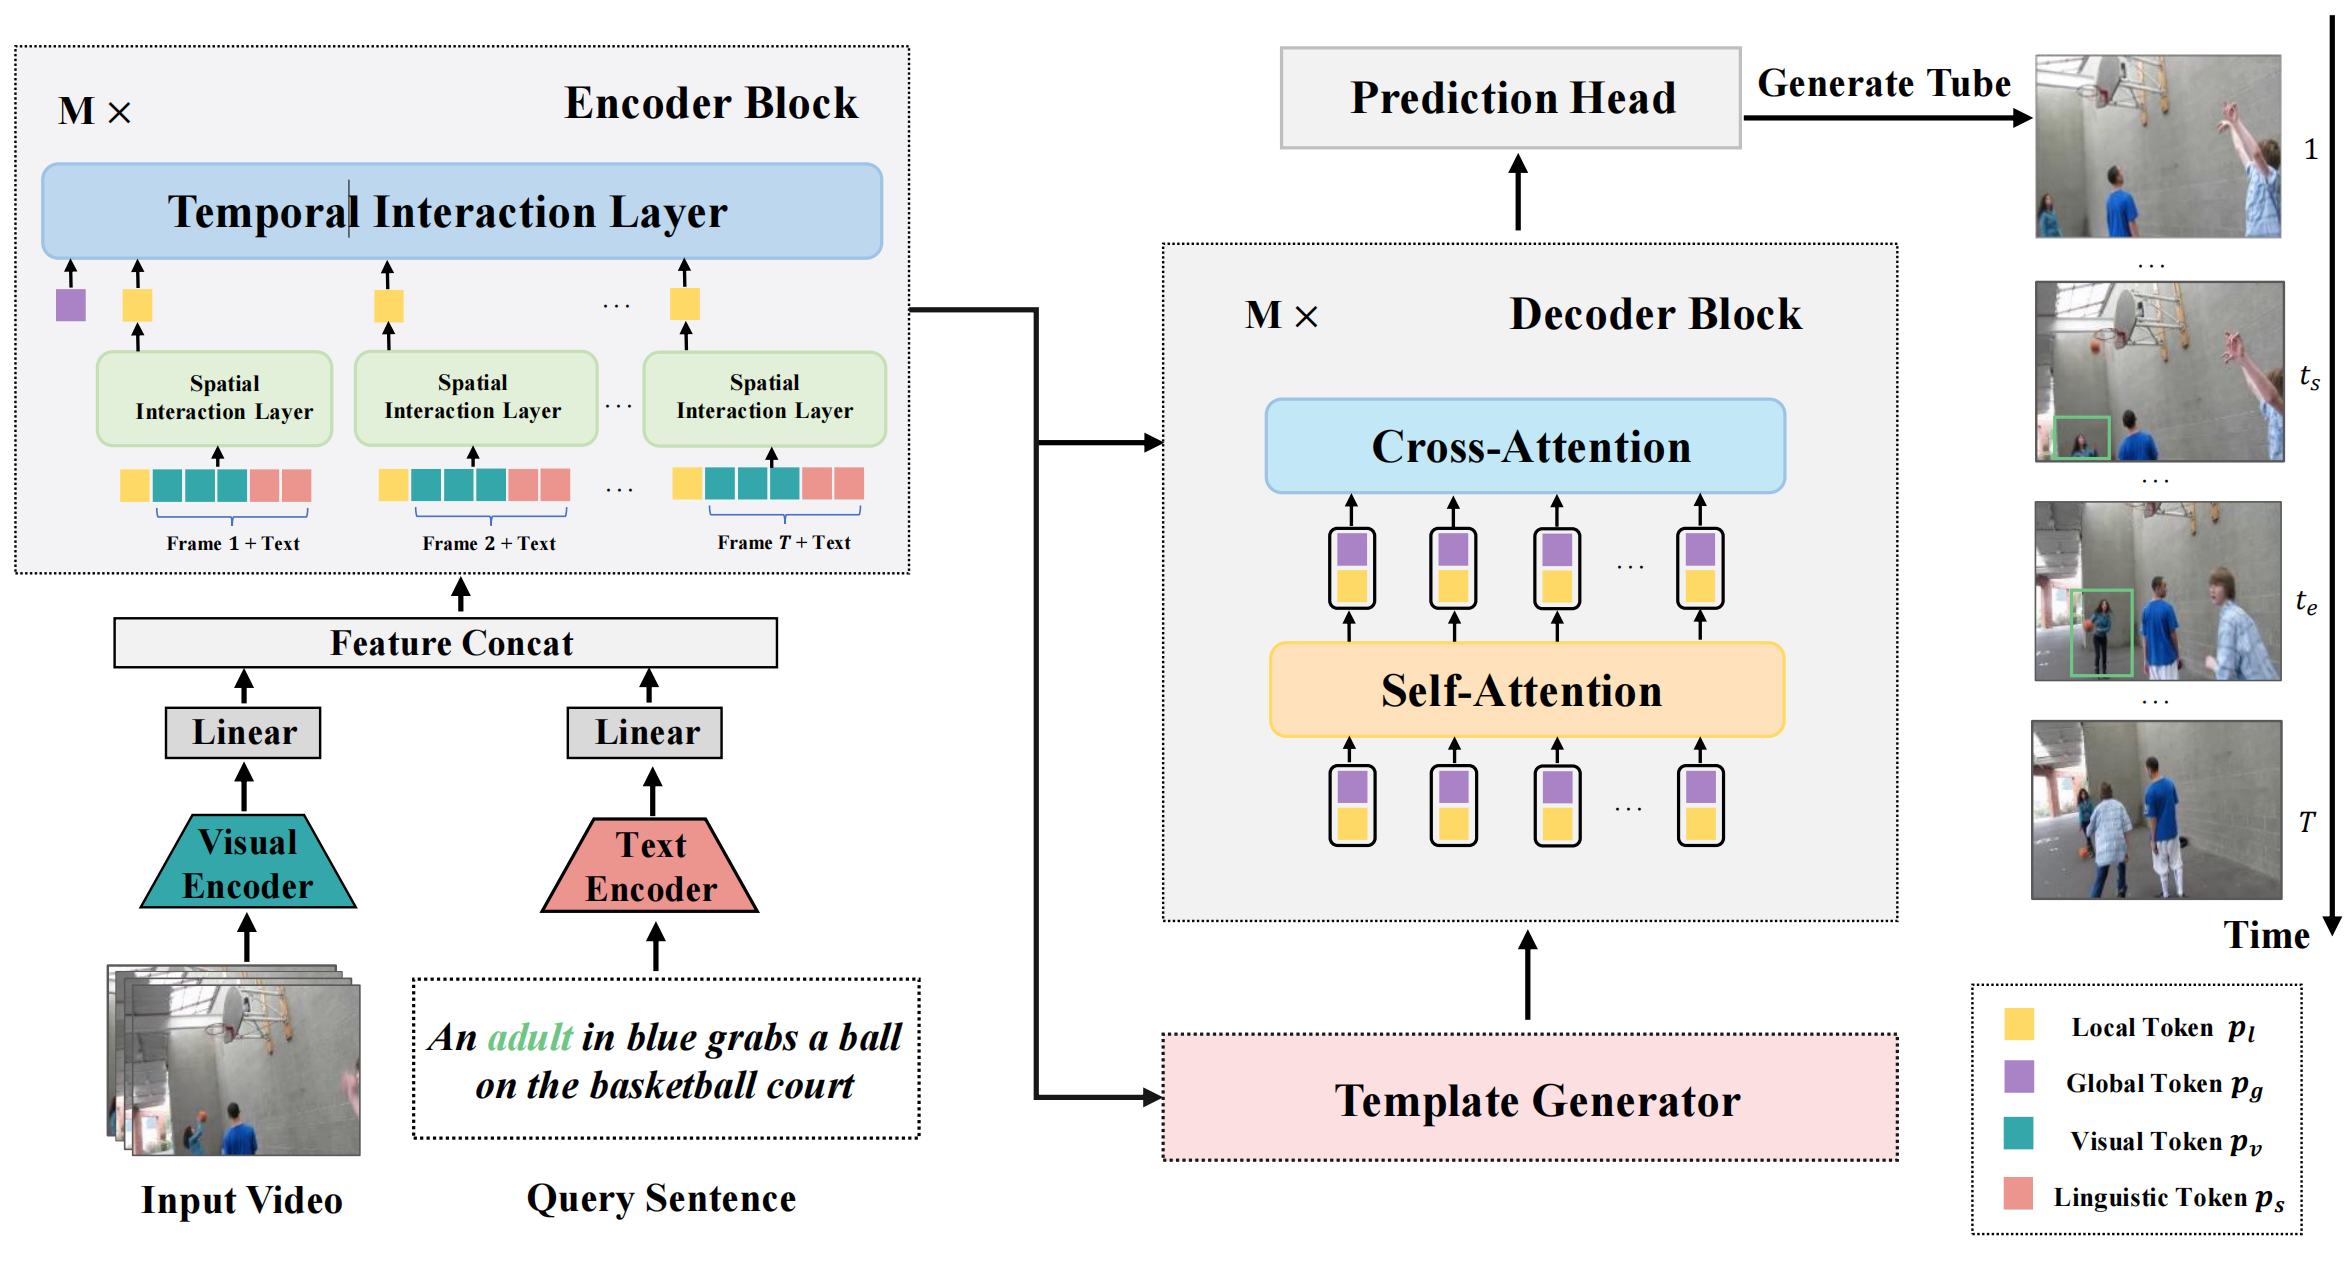 M ×
Encoder Block
Temporal Interaction Layer
...
Spatial
Interaction Layer
Spatial
Interaction Layer
...
Spatial
Interaction Layer
...
Frame 1 + Text
Frame 2 + Text
Frame T + Text
Feature Concat
Linear
Linear
Visual
Encoder
Text
Encoder
An adult in blue grabs a ball
on the basketball court
Input Video
Query Sentence
Prediction Head
Generate Tube
M ×
Decoder Block
Cross-Attention
...
Self-Attention
...
Template Generator
1
...
t_s
...
t_e
...
T
Time
Local Token p_l
Global Token p_g
Visual Token p_v
Linguistic Token p_s